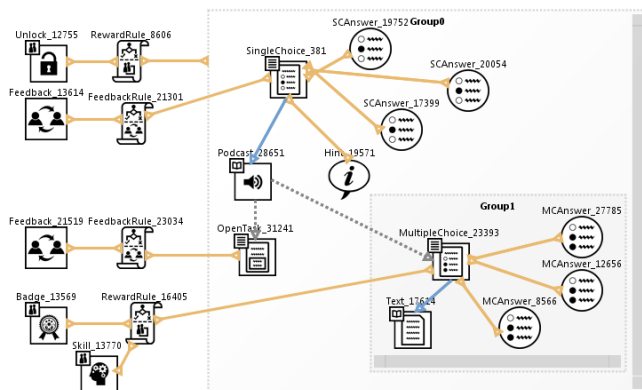 SCAnswer_19752
Group0
Unlock_12755
RewardRule_8606
SingleChoice_381
SCAnswer_20054
Feedback_13614
FeedbackRule_21301
SCAnswer_17399
Podcast_28651
Hint_19571
Group1
MCAnswer_27785
Feedback_21519
FeedbackRule_23034
OpenTask_31241
MultipleChoice_23393
MCAnswer_12656
Badge_13569
RewardRule_16405
Text_17614
MCAnswer_8566
Skill_13770